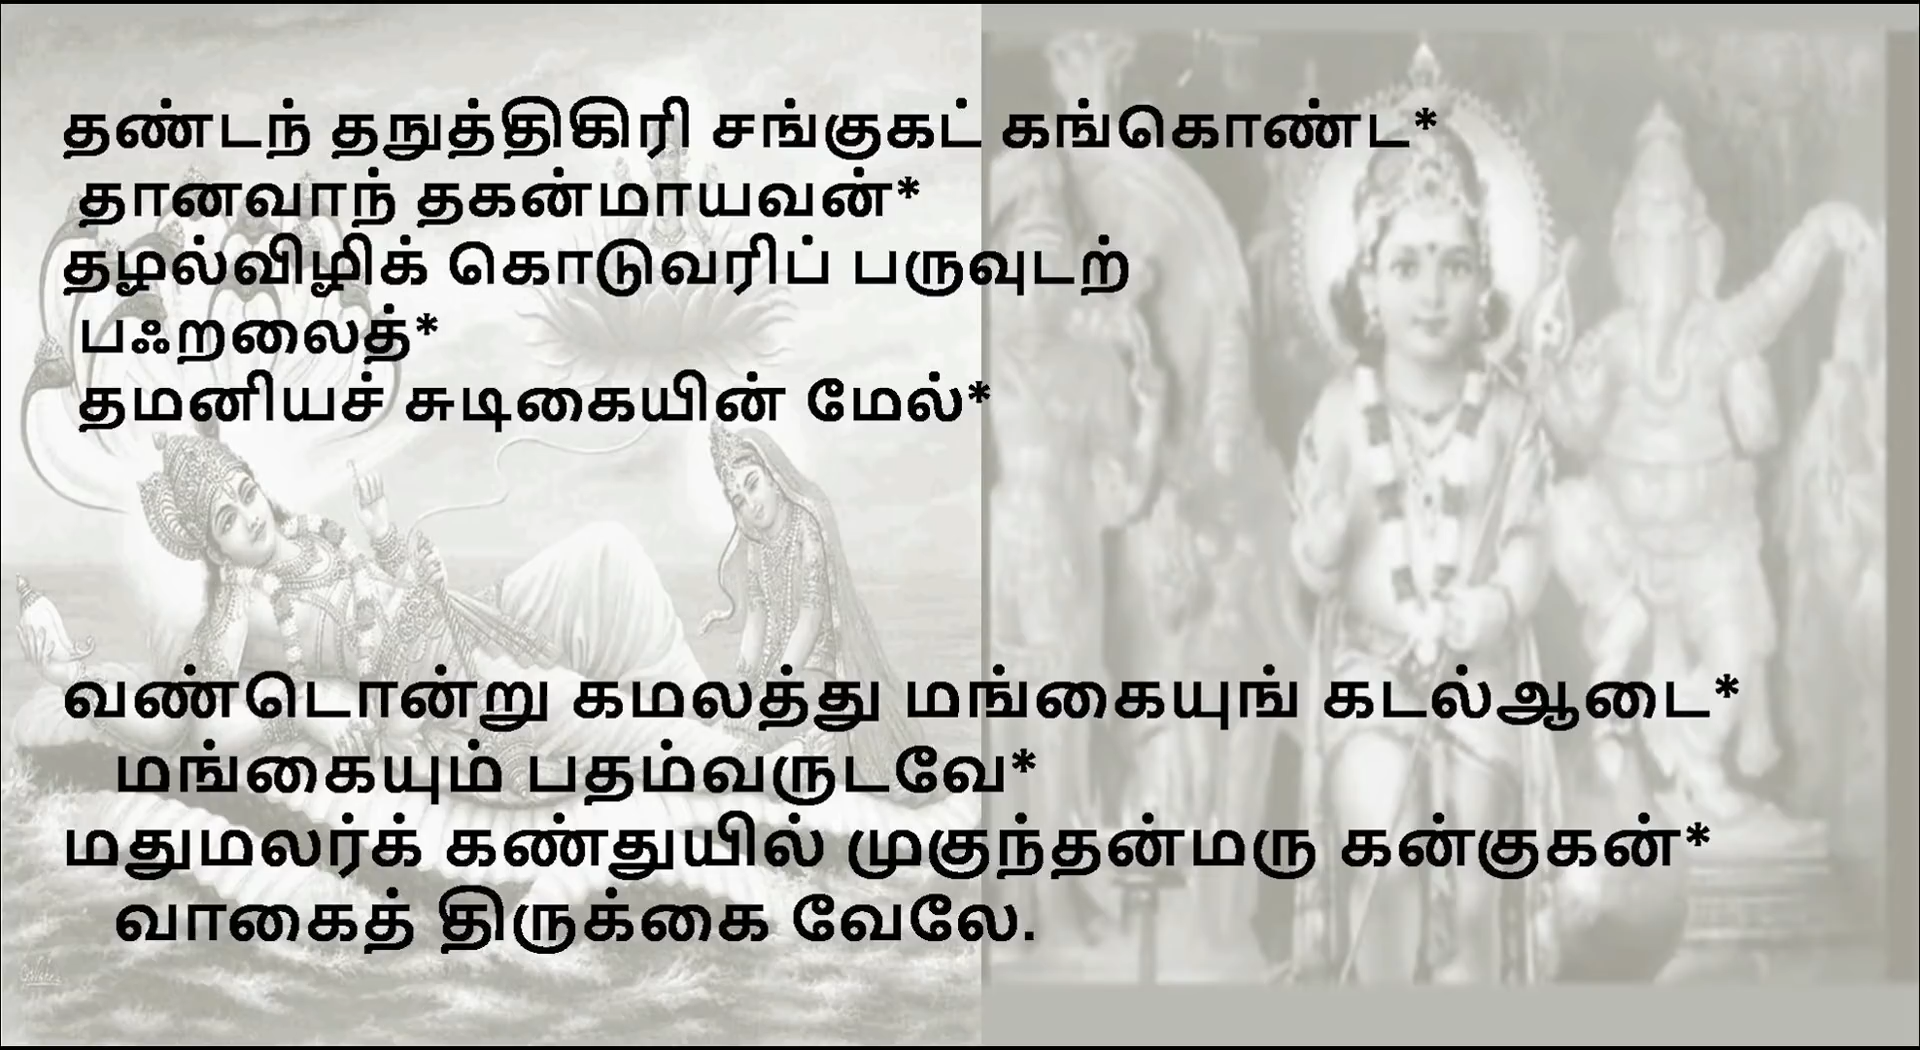 தண்டந் தநுத்திகிரி சங்குகட் கங்கொண்ட*
தானவாந் தகன்மாயவன்*
தழல்விழிக் கொடுவரிப் பருவுடற்
பஃறலைத்*
தமனியச் சுடிகையின் மேல்*
வண்டொன்று கமலத்து மங்கையுங் கடல்ஆடை*
மங்கையும் பதம்வருடவே*
மதுமலர்க் கண்துயில் முகுந்தன்மரு கன்குகன்*
வாகைத் திருக்கை வேலே.